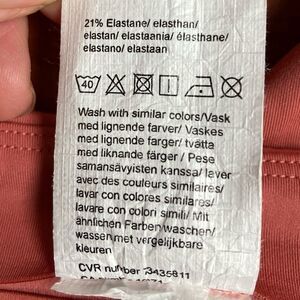 21% Elastane/ elasthan/
elastan/ elastaania/ élasthane/
elastano/ elastaan
40
Wash with similar colors/Vask
med lignende farver/ Vaskes
med lignende farger/ tvätta
med liknande färger / Pese
samansävyisten kanssa/ laver
avec des couleurs similaires/
lavar con colores similares/
lavare con colori simili/ Mit
ähnlichen Farben waschen/
wassen met vergelijkbare
kleuren
CVR number